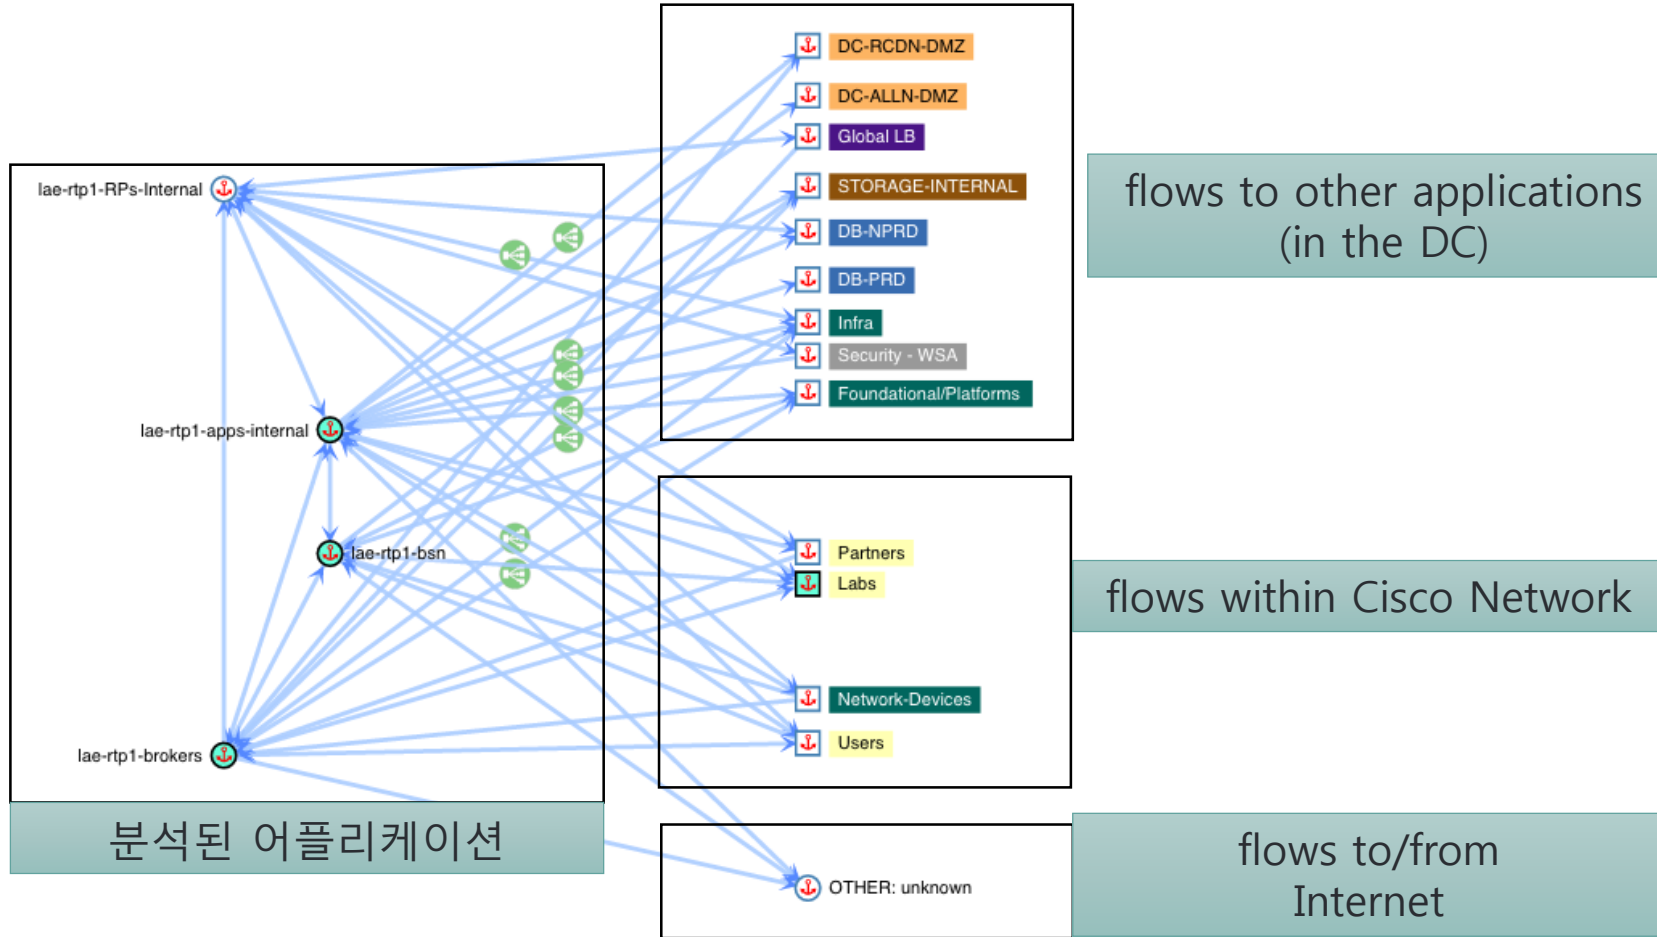 lae-rtp1-RPs-Internal
lae-rtp1-apps-internal
lae-rtp1-bsn
lae-rtp1-brokers
분석된 어플리케이션
DC-RCDN-DMZ
DC-ALLN-DMZ
Global LB
STORAGE-INTERNAL
DB-NPRD
DB-PRD
Infra
Security - WSA
Foundational/Platforms
flows to other applications
(in the DC)
Partners
Labs
Network-Devices
Users
flows within Cisco Network
OTHER: unknown
flows to/from
Internet